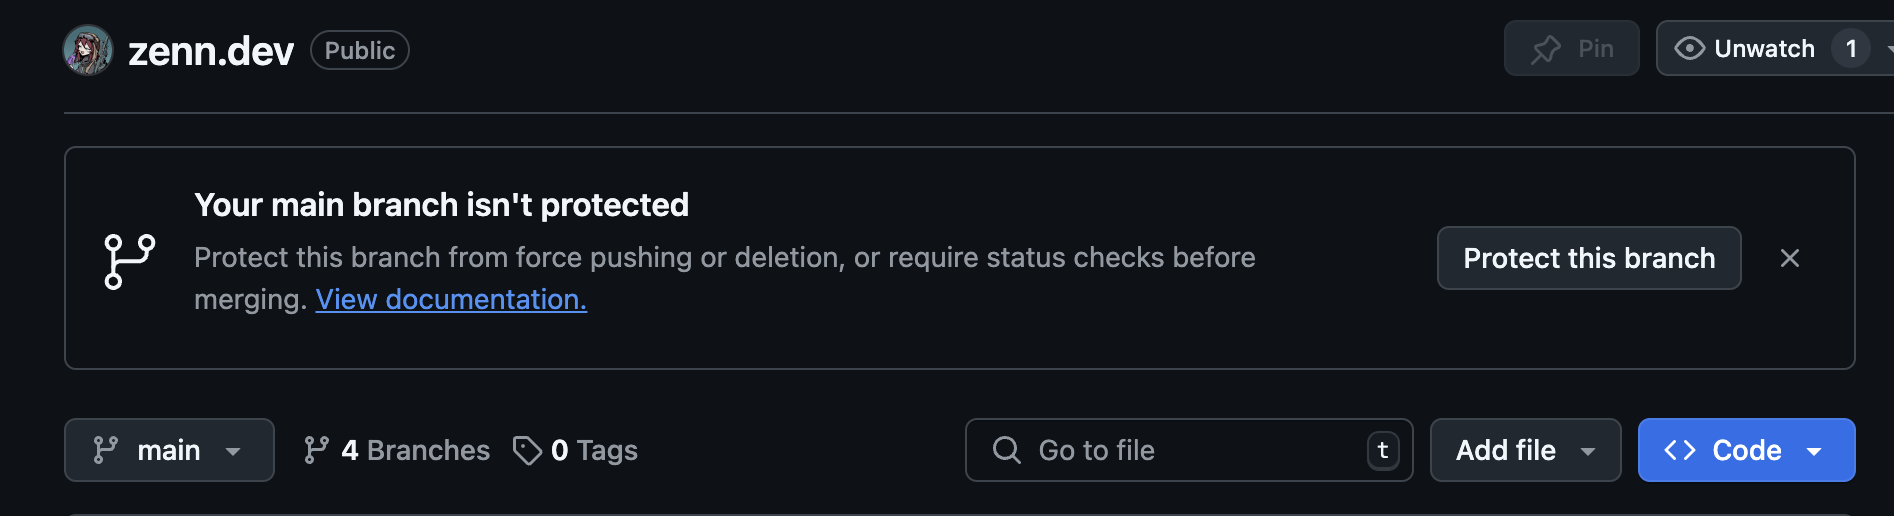 zenn.dev Public Pin Unwatch 1
Your main branch isn't protected
Protect this branch from force pushing or deletion, or require status checks before
merging. View documentation.
Protect this branch
main 4 Branches 0 Tags Go to file t Add file Code